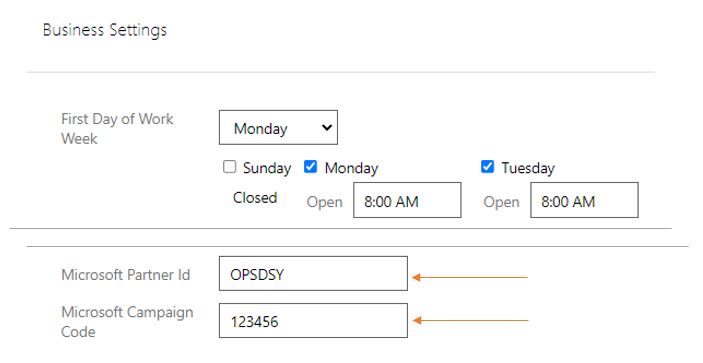 Business Settings
First Day of Work
Week
Monday
Sunday Monday Tuesday
Closed Open 8:00 AM Open 8:00 AM
Microsoft Partner Id OPSDSY
Microsoft Campaign
Code
123456